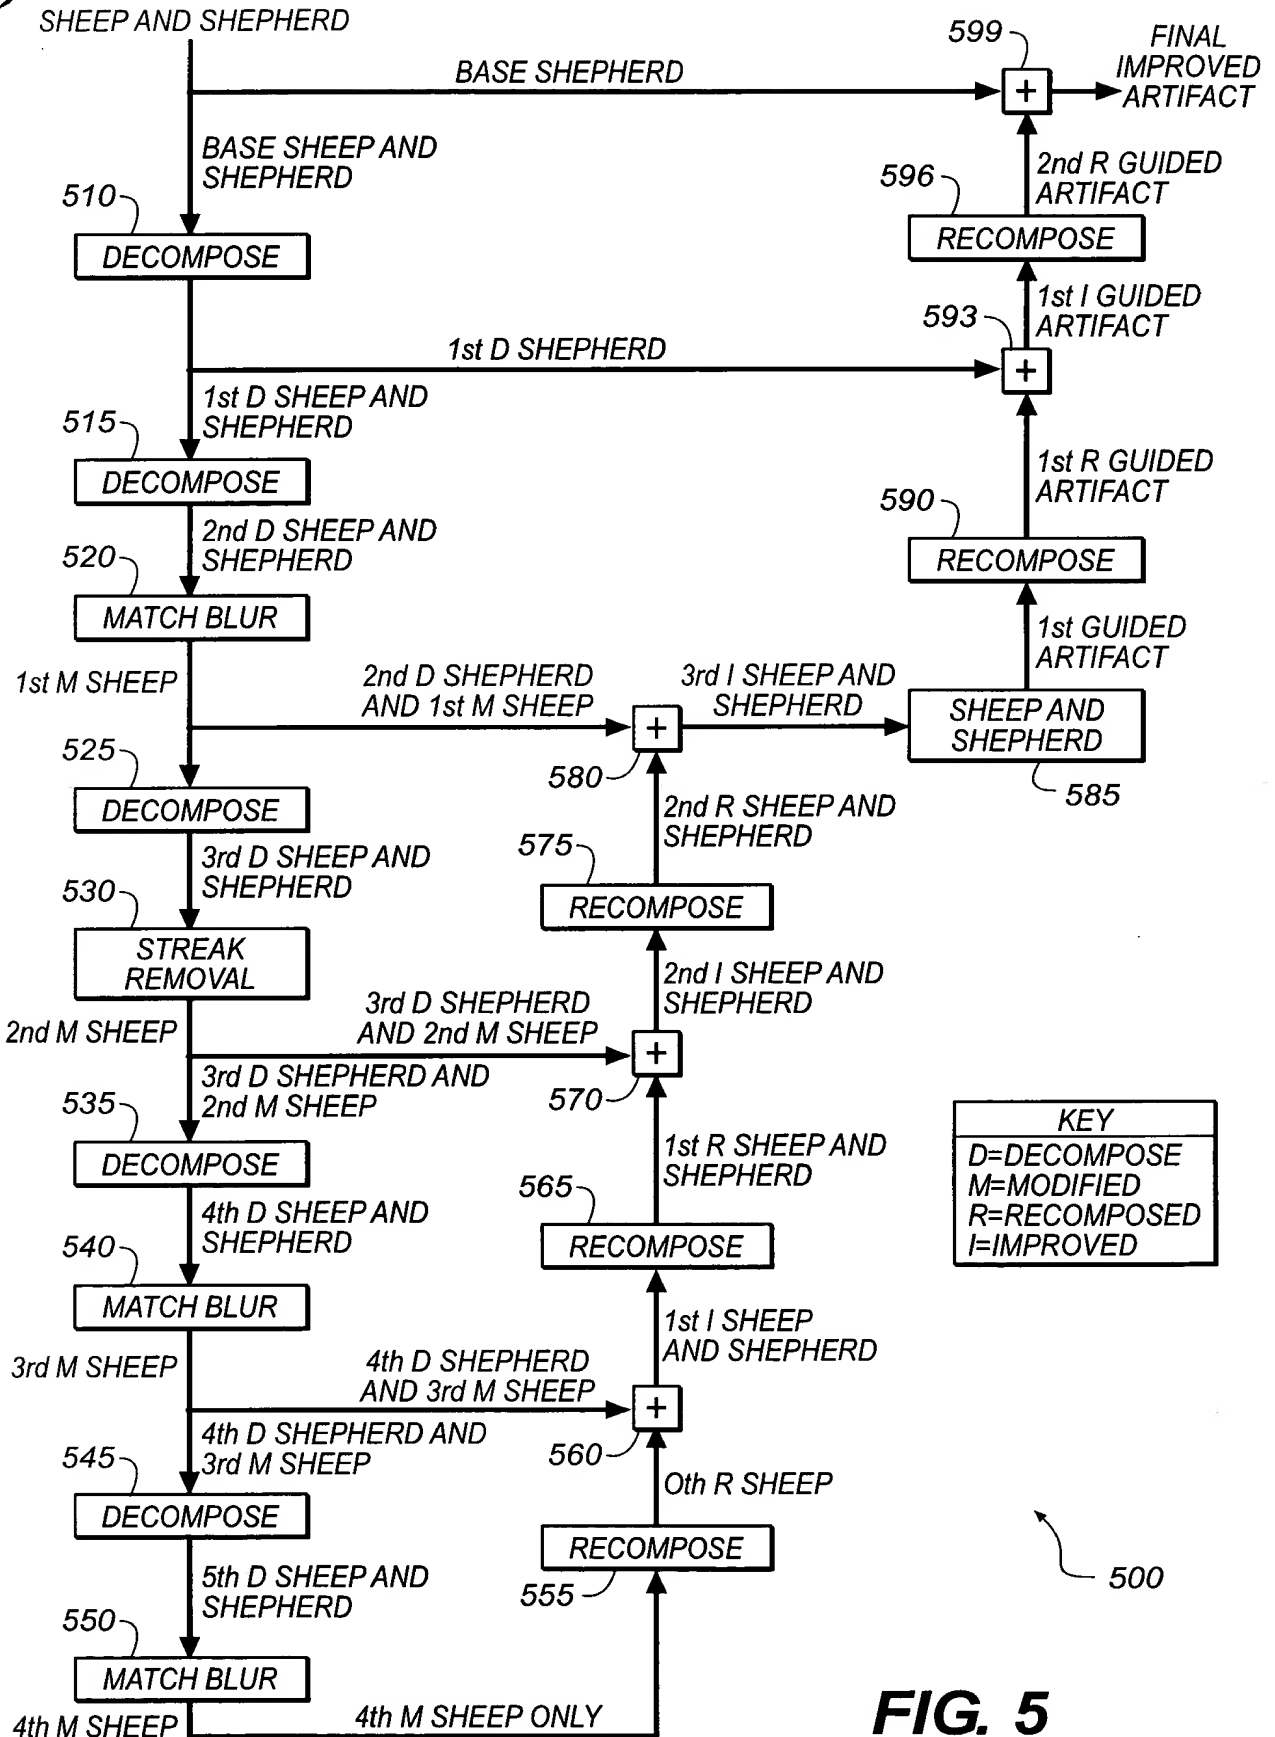 SHEEP AND SHEPHERD
BASE SHEPHERD
599
+
FINAL
IMPROVED
ARTIFACT
BASE SHEEP AND
SHEPHERD
2nd R GUIDED
ARTIFACT
510
DECOMPOSE
596
RECOMPOSE
1st I GUIDED
ARTIFACT
593
1st D SHEPHERD
+
1st D SHEEP AND
SHEPHERD
515
DECOMPOSE
1st R GUIDED
ARTIFACT
590
RECOMPOSE
2nd D SHEEP AND
SHEPHERD
520
MATCH BLUR
1st GUIDED
ARTIFACT
1st M SHEEP
2nd D SHEPHERD
AND 1st M SHEEP
+
580
3rd I SHEEP AND
SHEPHERD
SHEEP AND
SHEPHERD
585
525
DECOMPOSE
2nd R SHEEP AND
SHEPHERD
575
RECOMPOSE
3rd D SHEEP AND
SHEPHERD
530
STREAK
REMOVAL
2nd I SHEEP AND
SHEPHERD
2nd M SHEEP
3rd D SHEPHERD
AND 2nd M SHEEP
+
570
3rd D SHEPHERD AND
2nd M SHEEP
535
DECOMPOSE
1st R SHEEP AND
SHEPHERD
565
RECOMPOSE
KEY
D=DECOMPOSE
M=MODIFIED
R=RECOMPOSED
I=IMPROVED
4th D SHEEP AND
SHEPHERD
540
MATCH BLUR
1st I SHEEP
AND SHEPHERD
3rd M SHEEP
4th D SHEPHERD
AND 3rd M SHEEP
+
560
4th D SHEPHERD AND
3rd M SHEEP
545
DECOMPOSE
0th R SHEEP
RECOMPOSE
555
5th D SHEEP AND
SHEPHERD
550
MATCH BLUR
4th M SHEEP
4th M SHEEP ONLY
500
FIG. 5